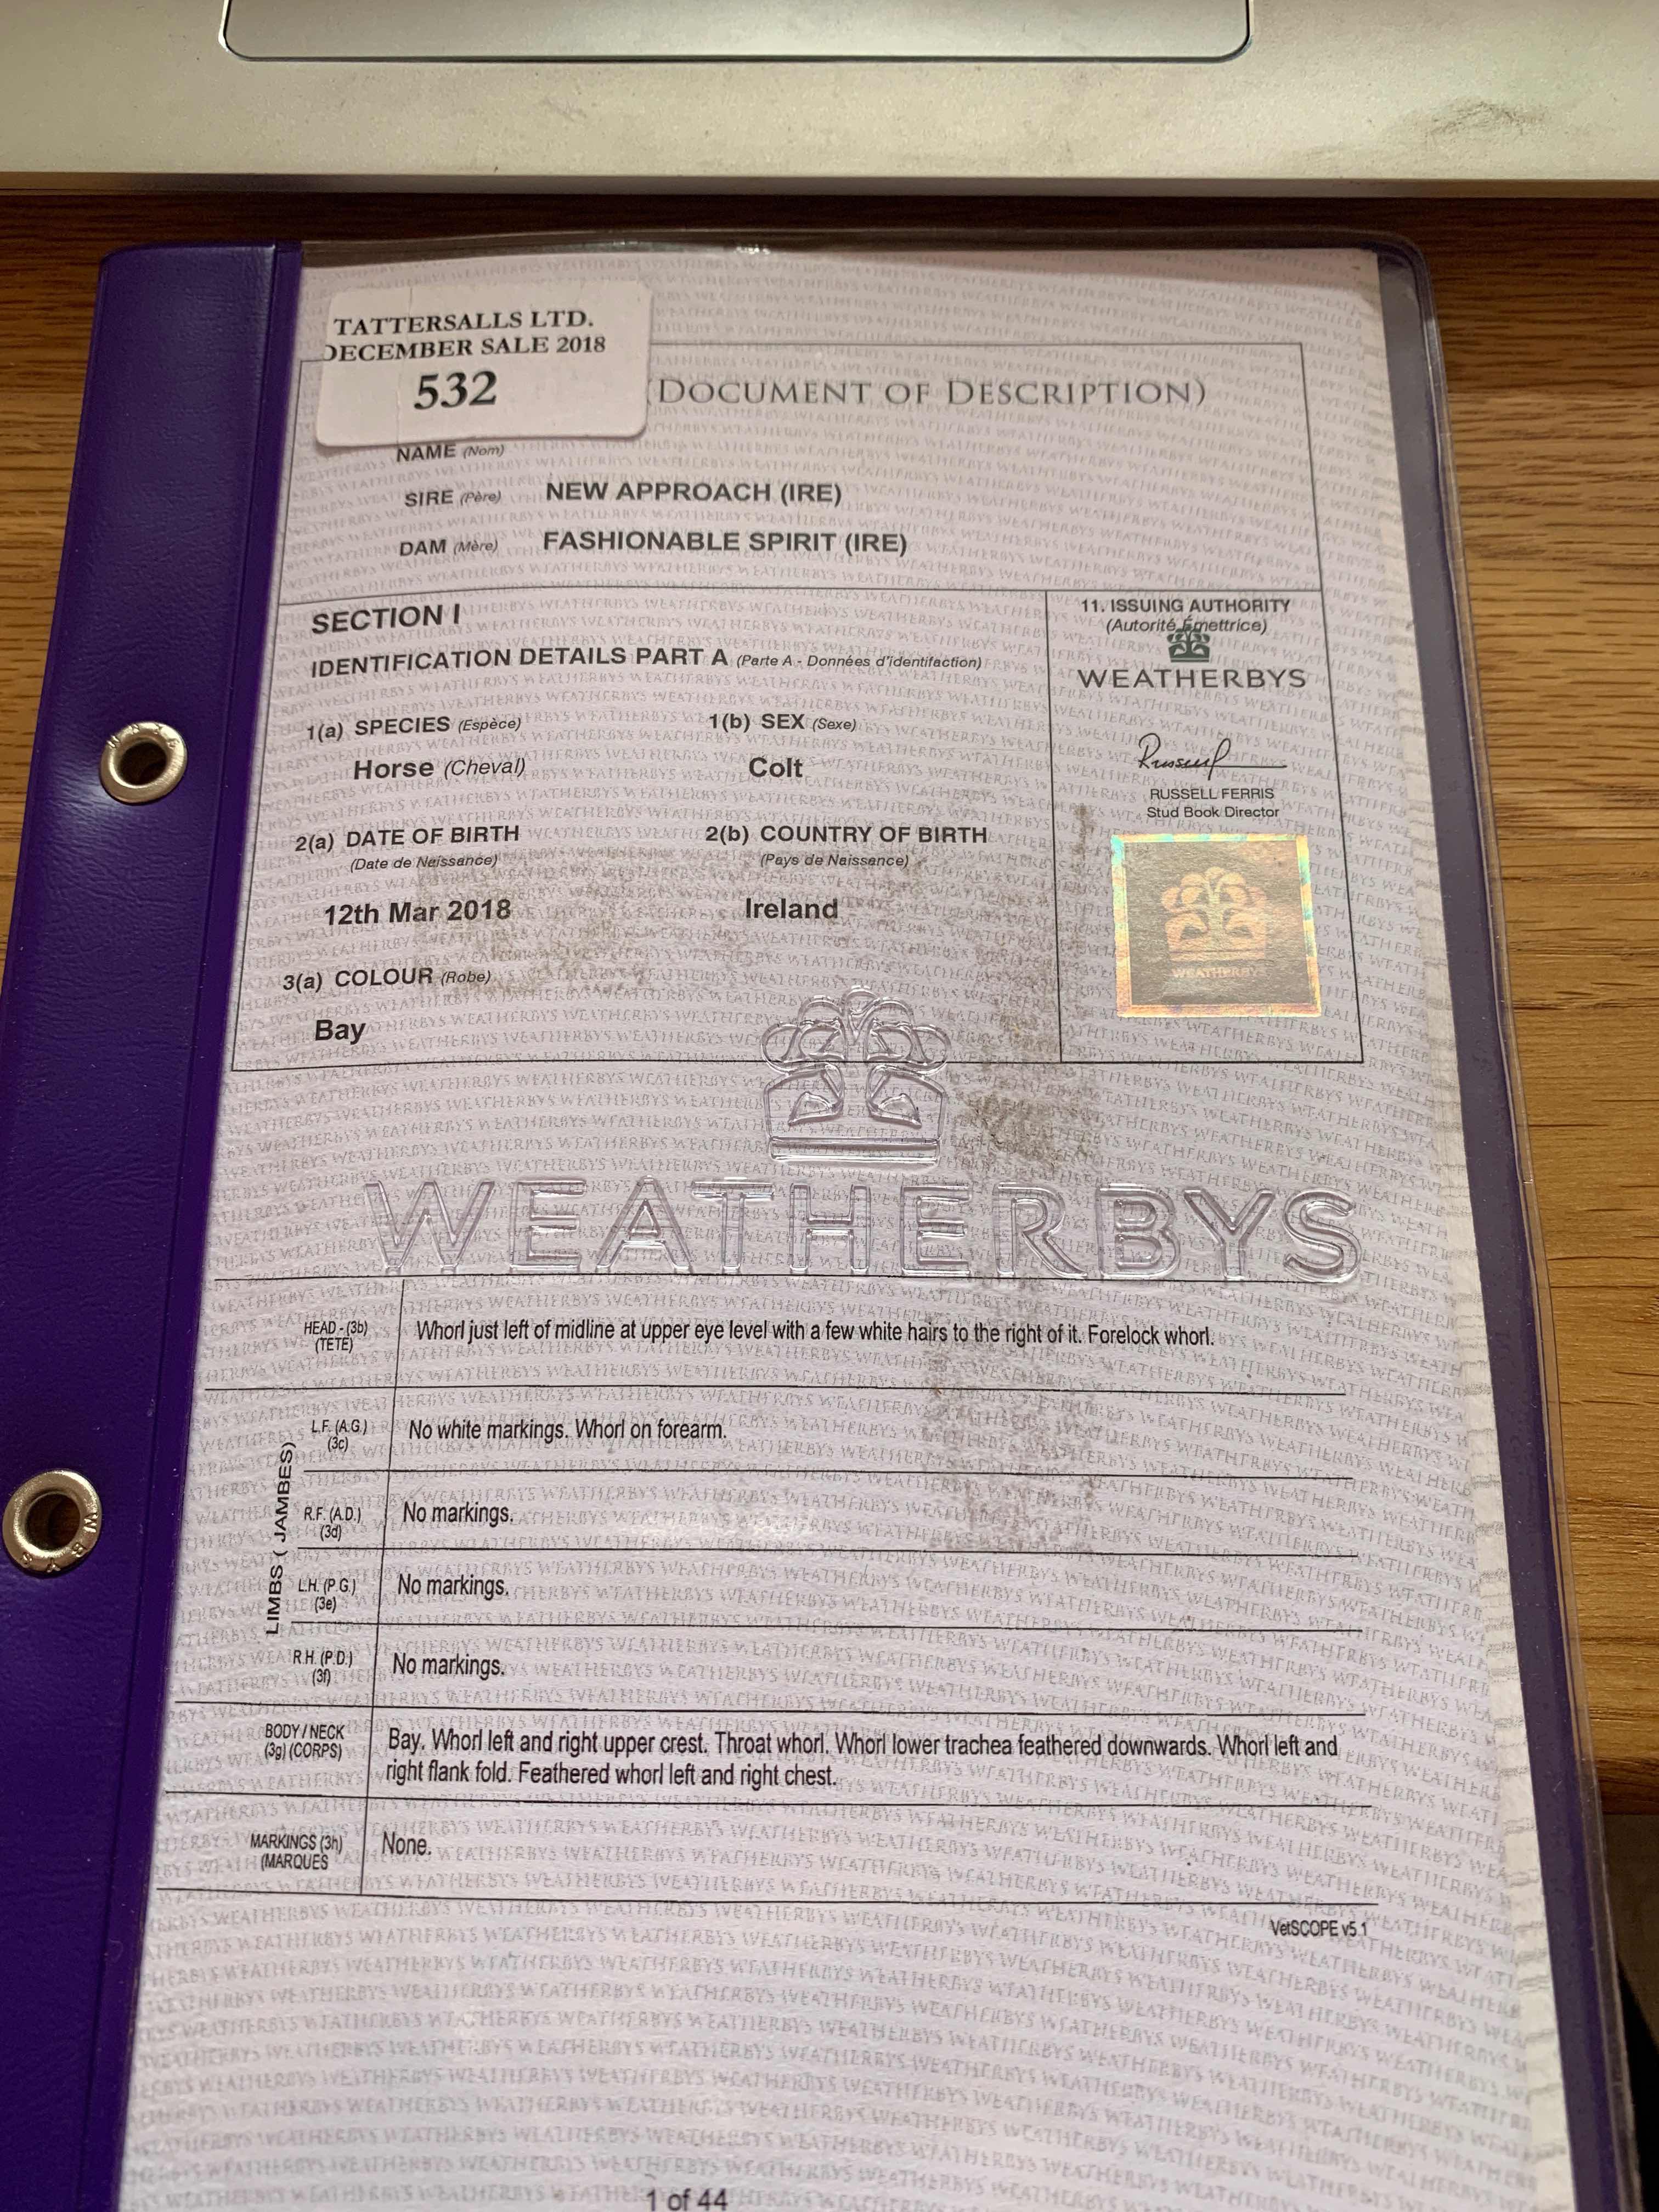 TATTERSALLS LTD.
DECEMBER SALE 2018
532
(DOCUMENT OF DESCRIPTION)
NAME (Nom)
SIRE (Père) NEW APPROACH (IRE)
DAM (Mère) FASHIONABLE SPIRIT (IRE)
SECTION I
IDENTIFICATION DETAILS PART A (Parte A - Données d'identifaction)
1(a) SPECIES (Espèce) 1(b) SEX (Sexe)
Horse (Cheval) Colt
2(a) DATE OF BIRTH 2(b) COUNTRY OF BIRTH
(Date de Naissance) (Pays de Naissance)
12th Mar 2018 Ireland
3(a) COLOUR (Robe)
Bay
11. ISSUING AUTHORITY
(Autorité Émettrice)
WEATHERBYS
RUSSELL FERRIS
Stud Book Director
WEATHERBYS
WEATHERBYS
HEAD - (3b) Whorl just left of midline at upper eye level with a few white hairs to the right of it. Forelock whorl.
(TETE)
LIMBS ( JAMBES)
L.F. (A.G.) No white markings. Whorl on forearm.
(3c)
R.F. (A.D.) No markings.
(3d)
L.H. (P.G.) No markings.
(3e)
R.H. (P.D.) No markings.
(3f)
BODY / NECK Bay. Whorl left and right upper crest. Throat whorl. Whorl lower trachea feathered downwards. Whorl left and
(3g) (CORPS) right flank fold. Feathered whorl left and right chest.
MARKINGS (3h) None.
(MARQUES
VetSCOPE v5.1
1 of 44